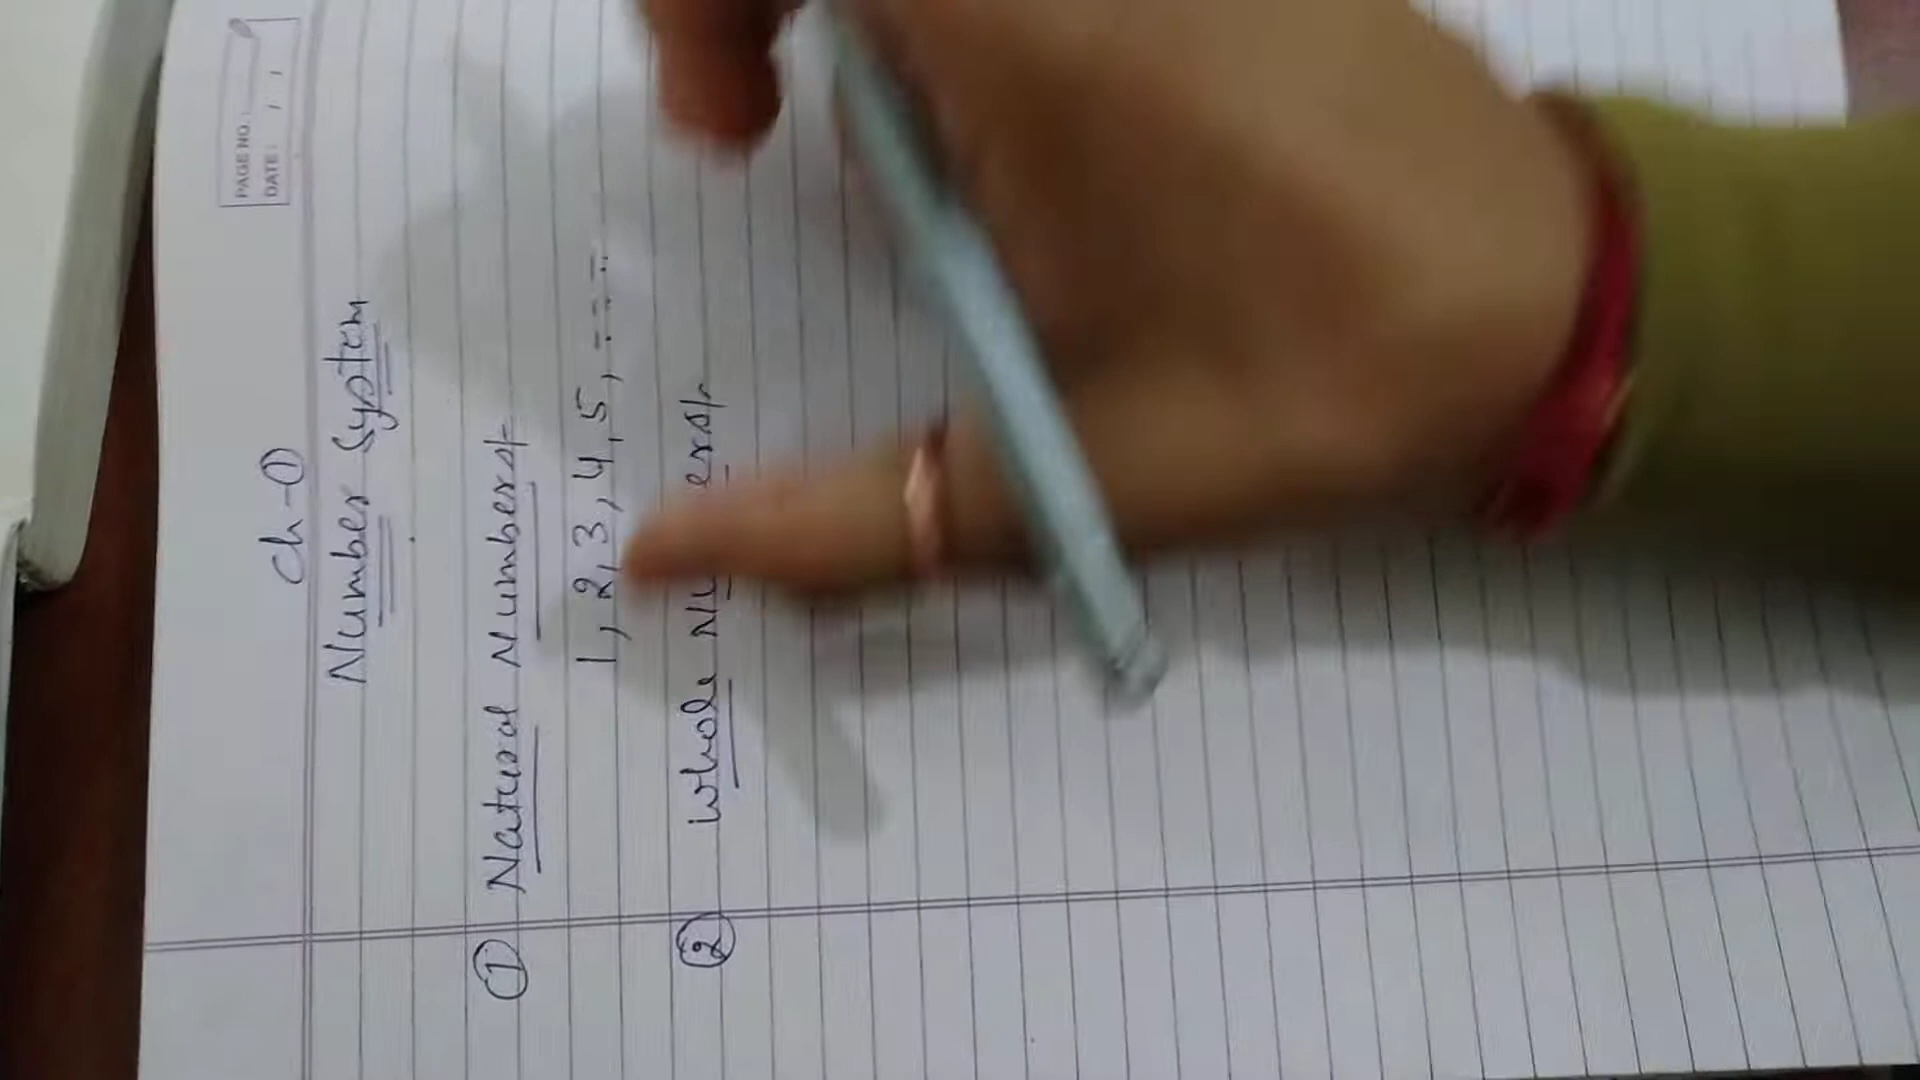 PAGE NO.:
DATE: / /
Ch-①
Number System
① Natural Numbers:-
1, 2, 3, 4, 5, ----..
② Whole